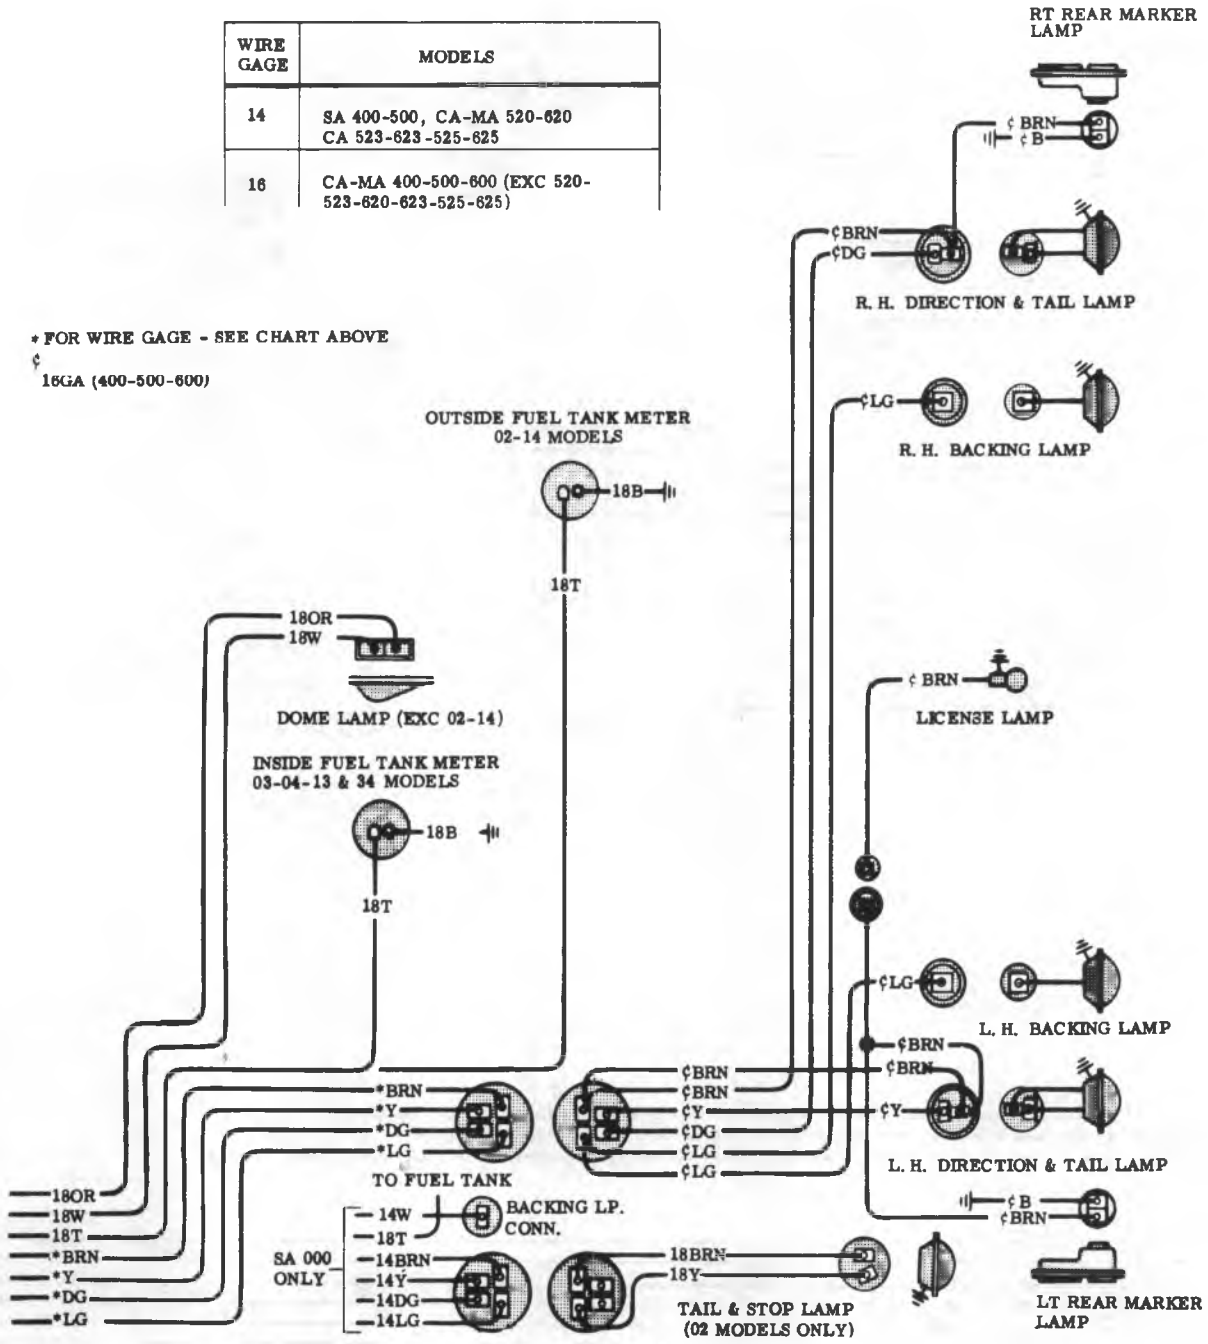 RT REAR MARKER
LAMP
WIRE
GAGE
MODELS
14
SA 400-500, CA-MA 520-620
CA 523-623-525-625
16
CA-MA 400-500-600 (EXC 520-
523-620-623-525-625)
¢ BRN
¢ B
¢BRN
¢DG
R. H. DIRECTION & TAIL LAMP
* FOR WIRE GAGE - SEE CHART ABOVE
¢
16GA (400-500-600)
¢LG
R. H. BACKING LAMP
OUTSIDE FUEL TANK METER
02-14 MODELS
18B
18T
18OR
18W
DOME LAMP (EXC 02-14)
¢ BRN
LICENSE LAMP
INSIDE FUEL TANK METER
03-04-13 & 34 MODELS
18B
18T
¢LG
L. H. BACKING LAMP
¢BRN
¢BRN
¢BRN
*BRN
¢BRN
*Y
¢Y
¢Y
*DG
¢DG
*LG
¢LG
¢LG
L. H. DIRECTION & TAIL LAMP
TO FUEL TANK
18OR
18W
18T
*BRN
*Y
*DG
*LG
SA 000
ONLY
14W
18T
14BRN
14Y
14DG
14LG
BACKING LP.
CONN.
¢ B
¢BRN
18BRN
18Y
TAIL & STOP LAMP
(02 MODELS ONLY)
LT REAR MARKER
LAMP